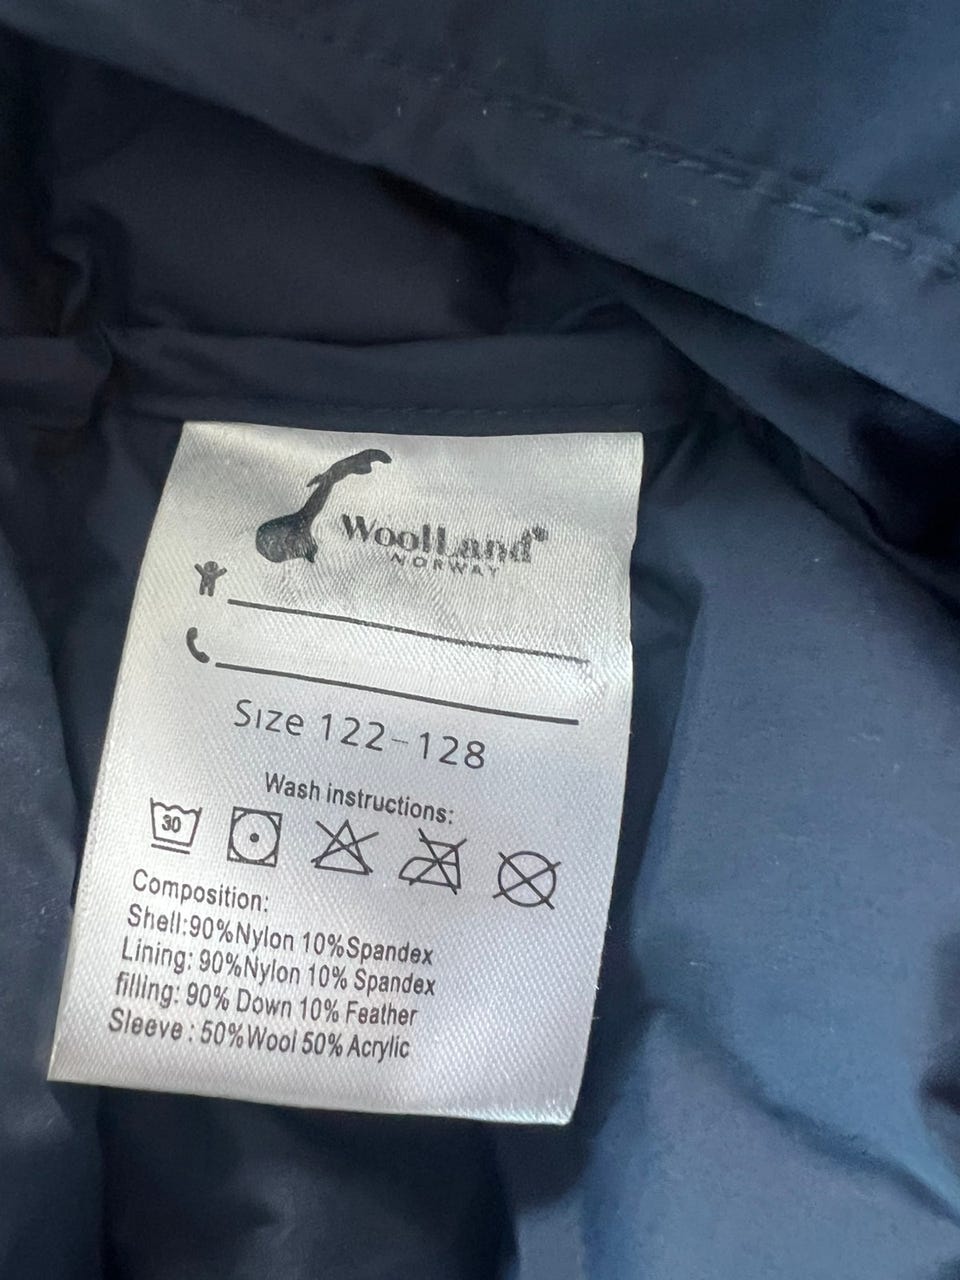 WoolLand®
NORWAY
Size 122-128
Wash instructions:
30
Composition:
Shell:90%Nylon 10%Spandex
Lining: 90%Nylon 10% Spandex
filling: 90% Down 10% Feather
Sleeve : 50%Wool 50% Acrylic